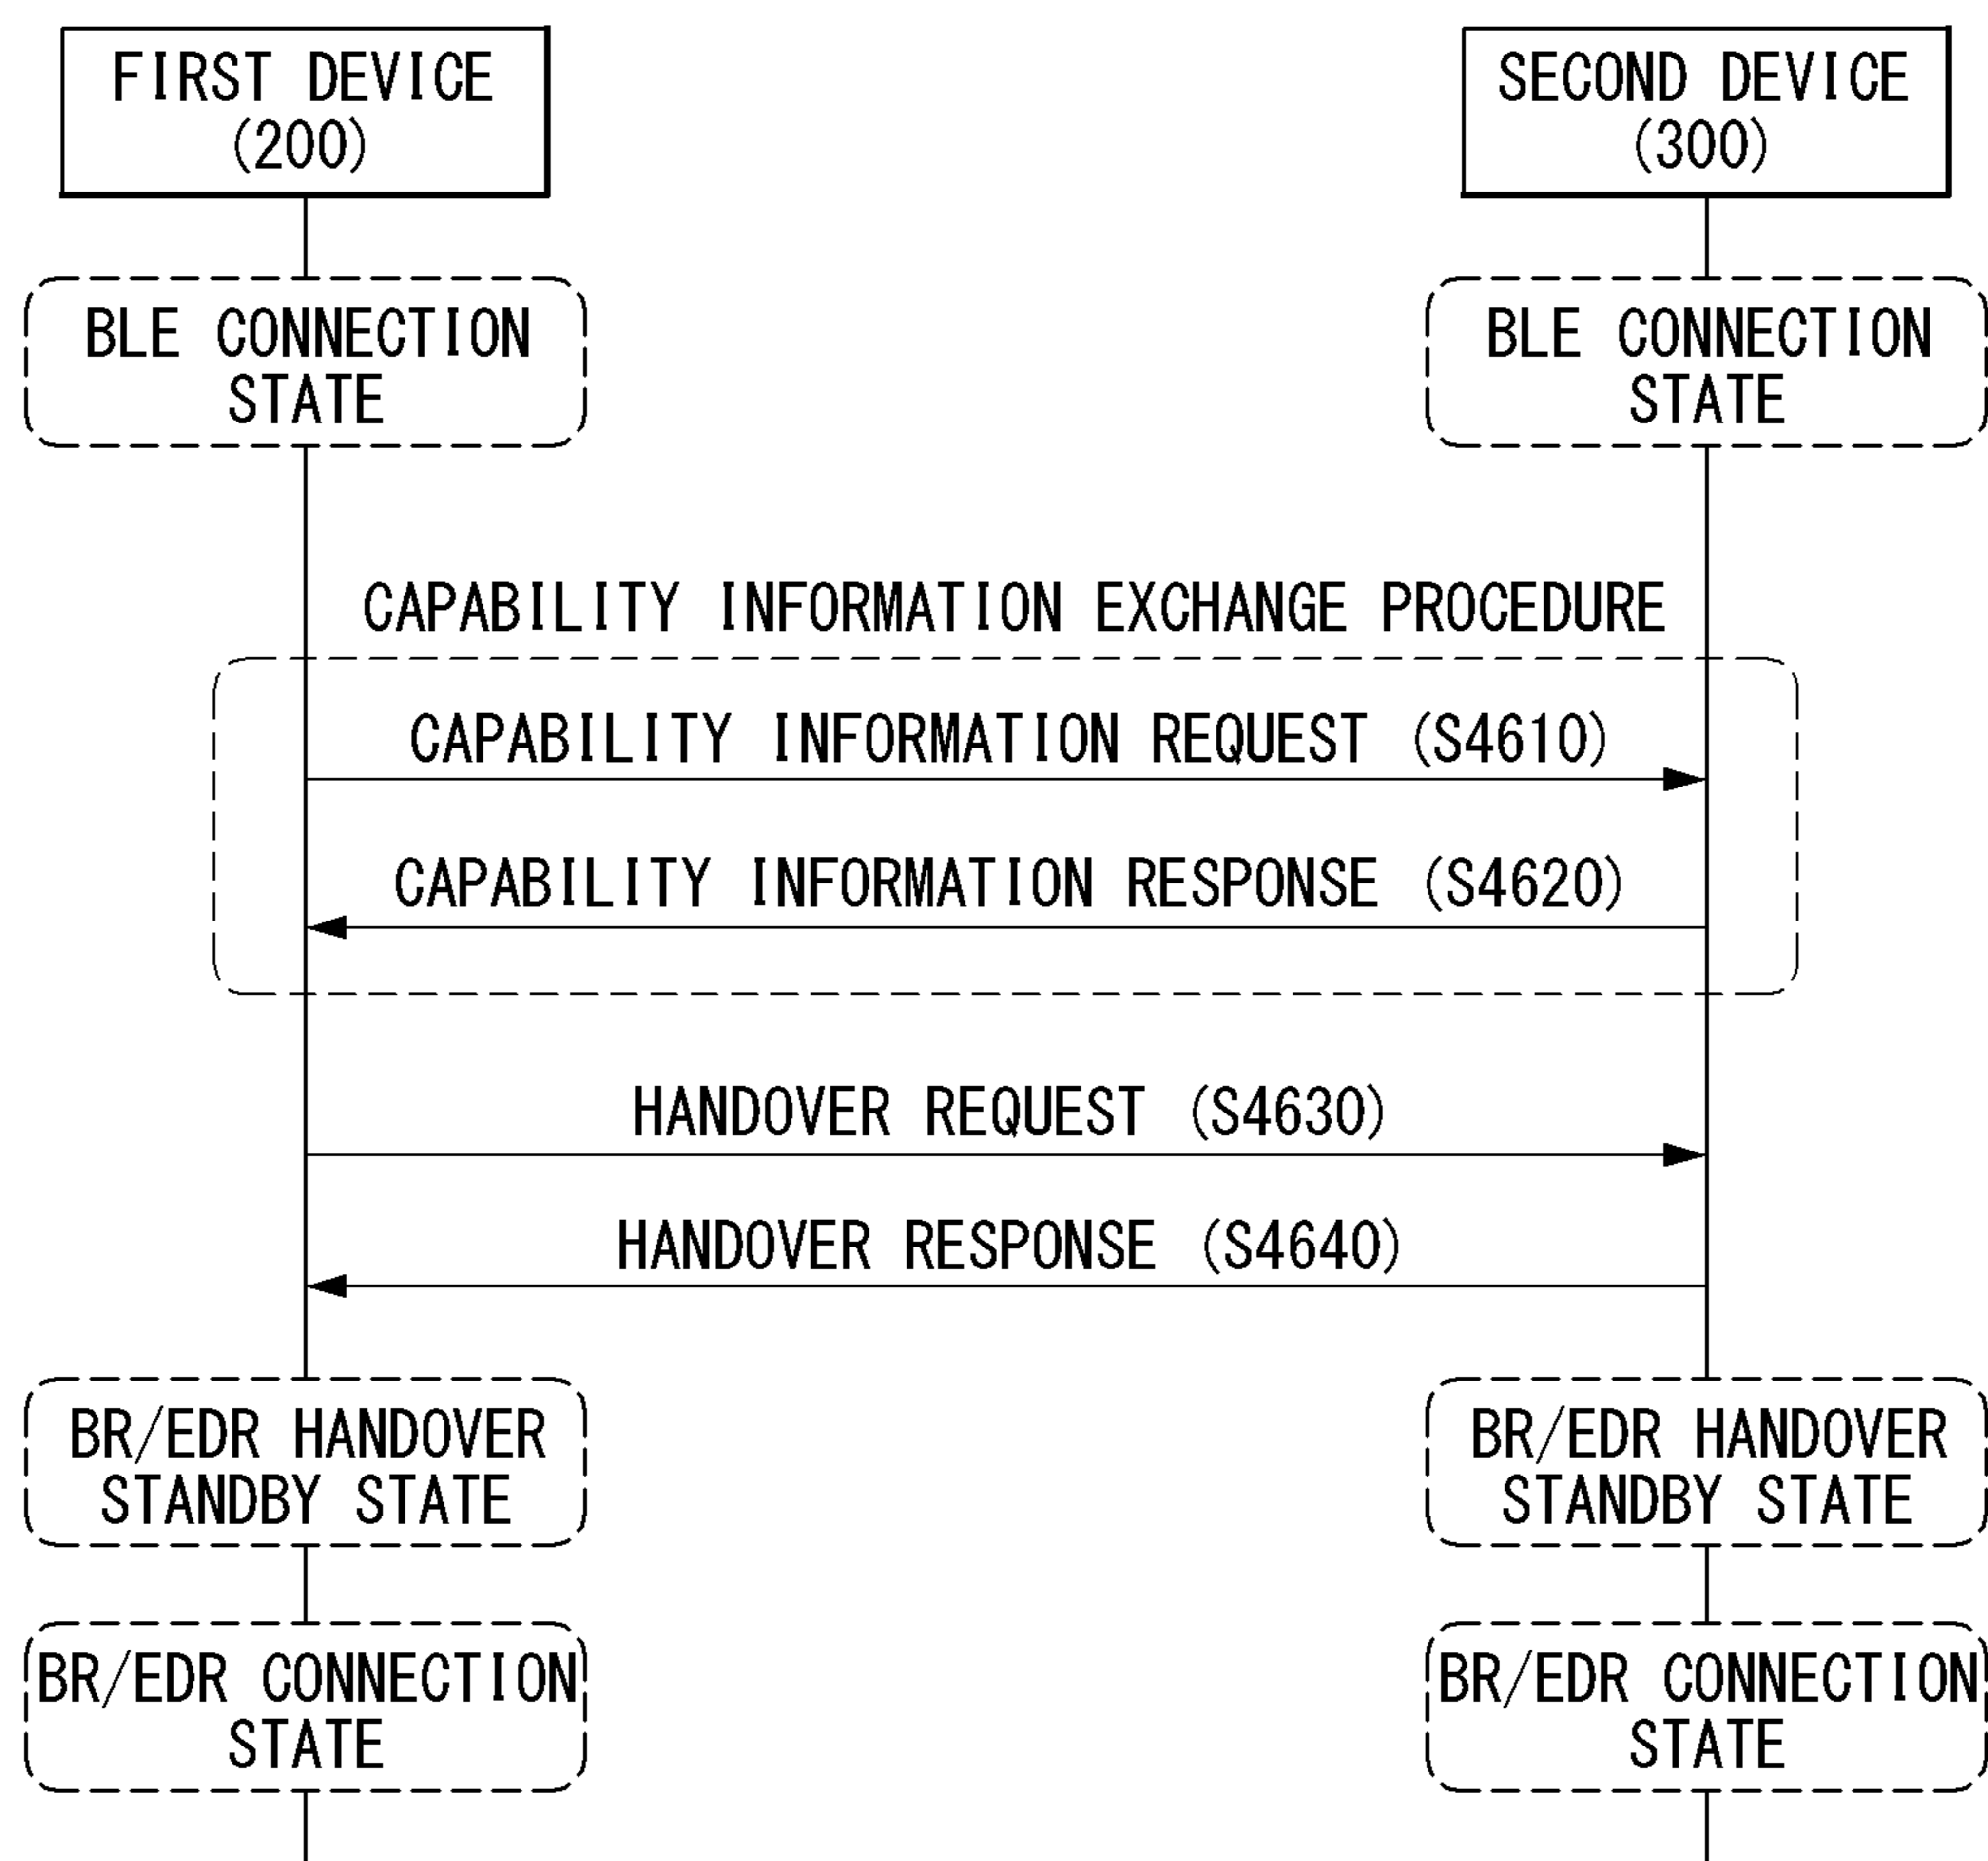 FIRST DEVICE
(200)
SECOND DEVICE
(300)
BLE CONNECTION
STATE
BLE CONNECTION
STATE
CAPABILITY INFORMATION EXCHANGE PROCEDURE
CAPABILITY INFORMATION REQUEST (S4610)
CAPABILITY INFORMATION RESPONSE (S4620)
HANDOVER REQUEST (S4630)
HANDOVER RESPONSE (S4640)
BR/EDR HANDOVER
STANDBY STATE
BR/EDR HANDOVER
STANDBY STATE
BR/EDR CONNECTION
STATE
BR/EDR CONNECTION
STATE